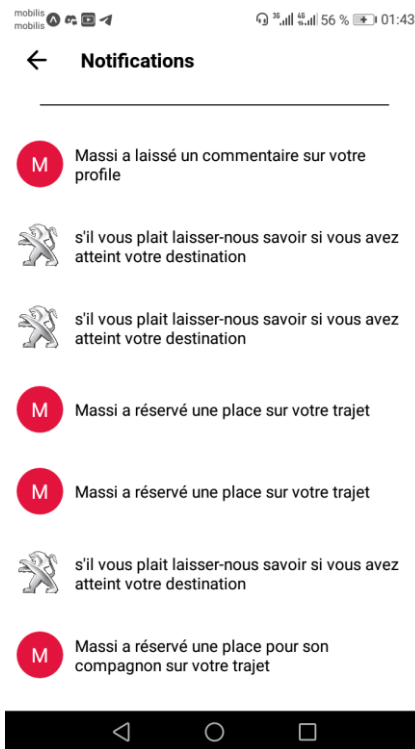 mobilis
mobilis
3G 4G 56 % 01:43
Notifications
M
Massi a laissé un commentaire sur votre
profile
s'il vous plait laisser-nous savoir si vous avez
atteint votre destination
s'il vous plait laisser-nous savoir si vous avez
atteint votre destination
M
Massi a réservé une place sur votre trajet
M
Massi a réservé une place sur votre trajet
s'il vous plait laisser-nous savoir si vous avez
atteint votre destination
M
Massi a réservé une place pour son
compagnon sur votre trajet